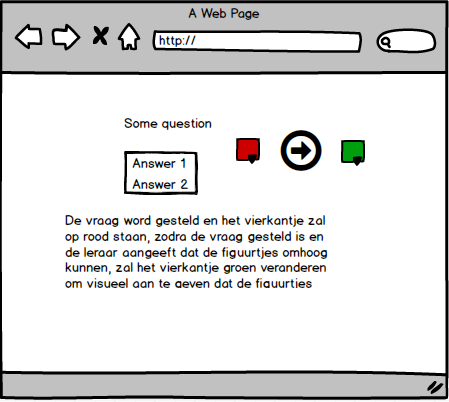 A Web Page
http://
Some question
Answer 1
Answer 2
De vraag word gesteld en het vierkantje zal
op rood staan, zodra de vraag gesteld is en
de leraar aangeeft dat de figuurtjes omhoog
kunnen, zal het vierkantje groen veranderen
om visueel aan te geven dat de figuurtjes